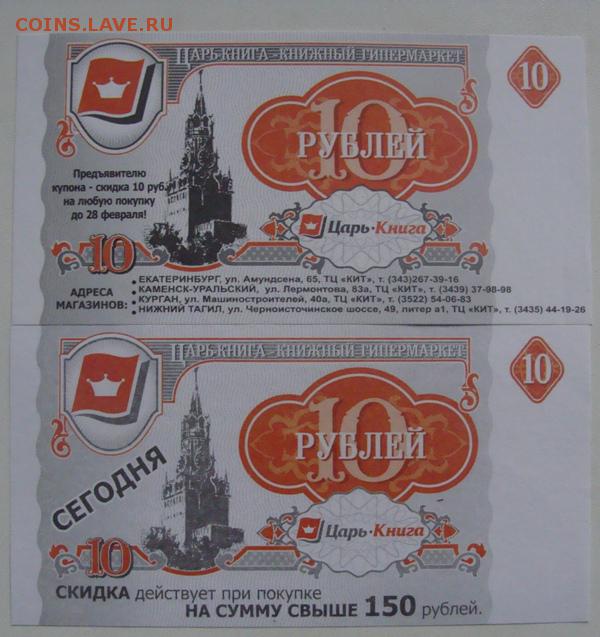 COINS.LAVE.RU
ЦАРЬ-КНИГА - КНИЖНЫЙ ГИПЕРМАРКЕТ
10
10
РУБЛЕЙ
Предъявителю
купона - скидка 10 руб.
на любую покупку
до 28 февраля!
Царь·Книга
10
АДРЕСА
МАГАЗИНОВ:
• ЕКАТЕРИНБУРГ, ул. Амундсена, 65, ТЦ «КИТ», т. (343)267-39-16
• КАМЕНСК-УРАЛЬСКИЙ, ул. Лермонтова, 83а, ТЦ «КИТ», т. (3439) 37-98-98
• КУРГАН, ул. Машиностроителей, 40а, ТЦ «КИТ», т. (3522) 54-06-83
• НИЖНИЙ ТАГИЛ, ул. Черноисточинское шоссе, 49, литер а1, ТЦ «КИТ», т. (3435) 44-19-26
ЦАРЬ-КНИГА - КНИЖНЫЙ ГИПЕРМАРКЕТ
10
10
РУБЛЕЙ
СЕГОДНЯ
Царь·Книга
10
СКИДКА действует при покупке
НА СУММУ СВЫШЕ 150 рублей.